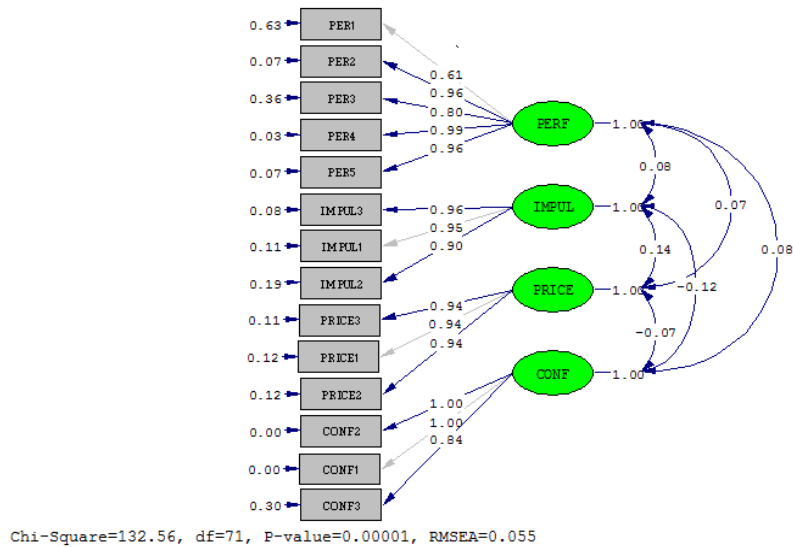 0.63 PER1
0.07 PER2
0.61
0.96
0.36 PER3
0.80
0.03 PER4
0.99
PERF 1.00
0.96
0.07 PER5
0.08
0.08 IMPUL3
0.96
IMPUL 1.00
0.07
0.11 IMPUL1
0.95
0.90
0.14
0.08
0.19 IMPUL2
PRICE 1.00
-0.12
0.11 PRICE3
0.94
0.94
0.94
-0.07
0.12 PRICE1
CONF 1.00
0.12 PRICE2
1.00
0.00 CONF2
1.00
0.84
0.00 CONF1
0.30 CONF3
Chi-Square=132.56, df=71, P-value=0.00001, RMSEA=0.055